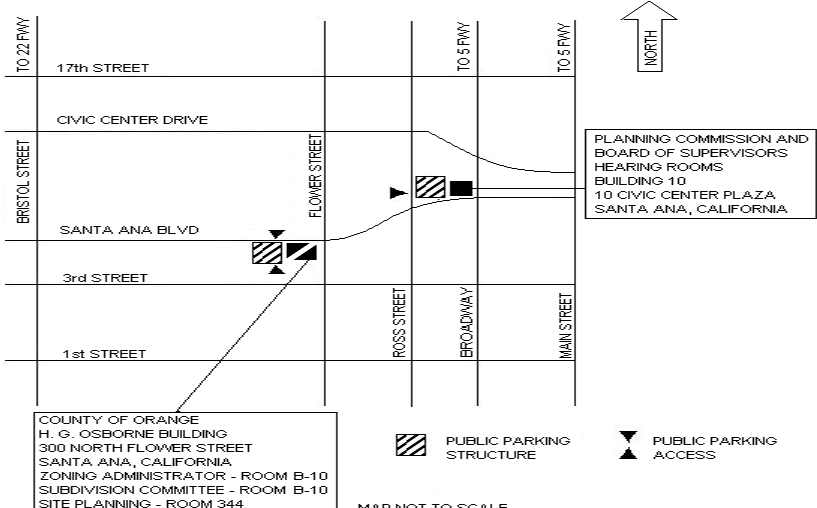 TO 22 FWY
TO 5 FWY
TO 5 FWY
NORTH
17th STREET
CIVIC CENTER DRIVE
BRISTOL STREET
FLOWER STREET
PLANNING COMMISSION AND
BOARD OF SUPERVISORS
HEARING ROOMS
BUILDING 10
10 CIVIC CENTER PLAZA
SANTA ANA, CALIFORNIA
SANTA ANA BLVD
3rd STREET
ROSS STREET
BROADWAY
MAIN STREET
1st STREET
COUNTY OF ORANGE
H. G. OSBORNE BUILDING
300 NORTH FLOWER STREET
SANTA ANA, CALIFORNIA
ZONING ADMINISTRATOR - ROOM B-10
SUBDIVISION COMMITTEE - ROOM B-10
SITE PLANNING - ROOM 344
PUBLIC PARKING
STRUCTURE
PUBLIC PARKING
ACCESS
MAP NOT TO SCALE